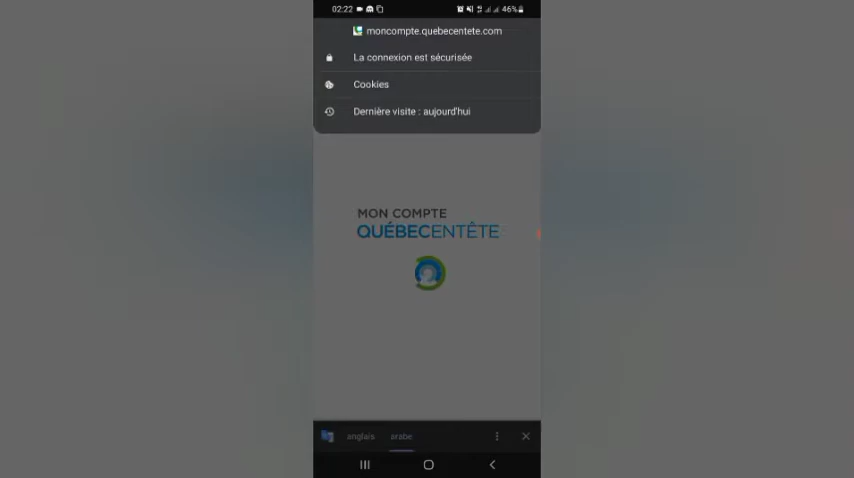 02:22
46%
moncompte.quebecentete.com
La connexion est sécurisée
Cookies
Dernière visite : aujourd'hui
MON COMPTE
QUÉBECENTÊTE
anglais arabe